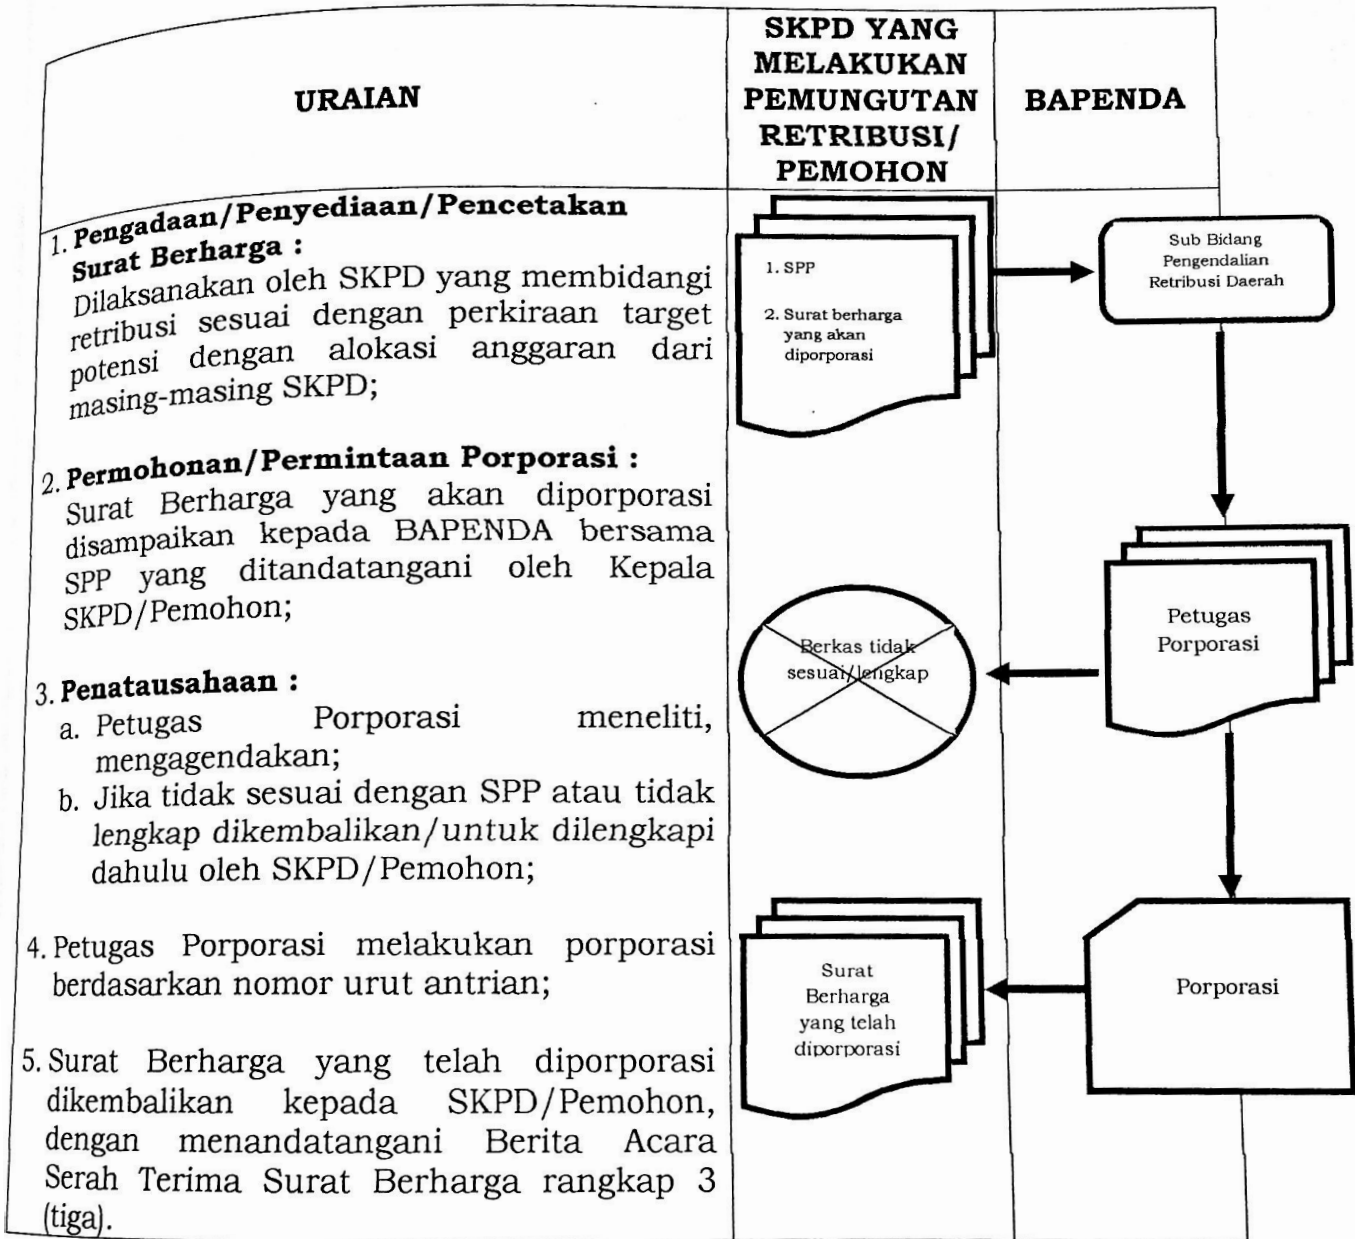 URAIAN
SKPD YANG
MELAKUKAN
PEMUNGUTAN
RETRIBUSI/
PEMOHON
BAPENDA
1. Pengadaan/Penyediaan/Pencetakan
Surat Berharga :
Dilaksanakan oleh SKPD yang membidangi
retribusi sesuai dengan perkiraan target
potensi dengan alokasi anggaran dari
masing-masing SKPD;
2. Permohonan/Permintaan Porporasi :
Surat Berharga yang akan diporporasi
disampaikan kepada BAPENDA bersama
SPP yang ditandatangani oleh Kepala
SKPD/Pemohon;
3. Penatausahaan :
a. Petugas Porporasi meneliti,
mengagendakan;
b. Jika tidak sesuai dengan SPP atau tidak
lengkap dikembalikan/untuk dilengkapi
dahulu oleh SKPD/Pemohon;
4. Petugas Porporasi melakukan porporasi
berdasarkan nomor urut antrian;
5. Surat Berharga yang telah diporporasi
dikembalikan kepada SKPD/Pemohon,
dengan menandatangani Berita Acara
Serah Terima Surat Berharga rangkap 3
(tiga).
1. SPP
2. Surat berharga
yang akan
diporporasi
Sub Bidang
Pengendalian
Retribusi Daerah
Berkas tidak
sesuai/lengkap
Petugas
Porporasi
Surat
Berharga
yang telah
diporporasi
Porporasi